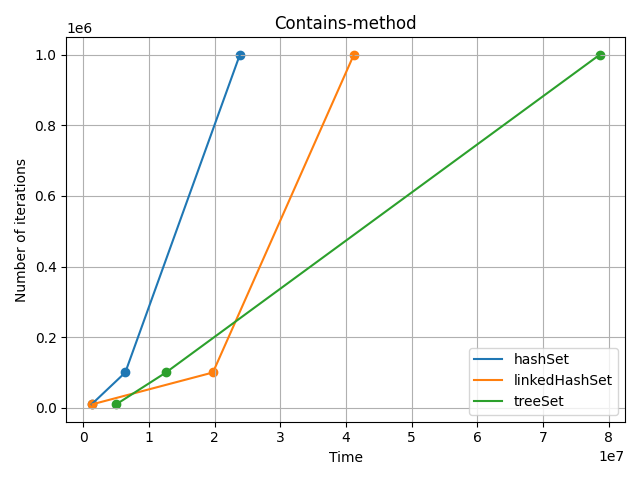 Contains-method
1e6
1.0
0.8
0.6
0.4
0.2
0.0
Number of iterations
hashSet
linkedHashSet
treeSet
0 1 2 3 4 5 6 7 8
Time
1e7